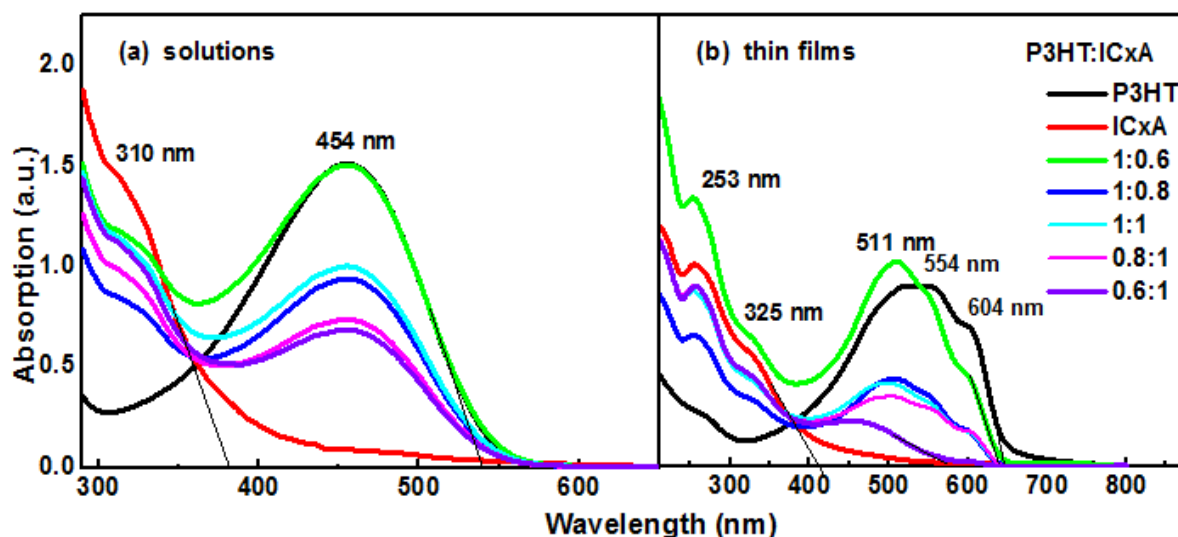 (a) solutions
(b) thin films
P3HT:ICxA
P3HT
ICxA
1:0.6
1:0.8
1:1
0.8:1
0.6:1
310 nm
454 nm
253 nm
325 nm
511 nm
554 nm
604 nm
Absorption (a.u.)
2.0
1.5
1.0
0.5
0.0
300 400 500 600
300 400 500 600 700 800
Wavelength (nm)